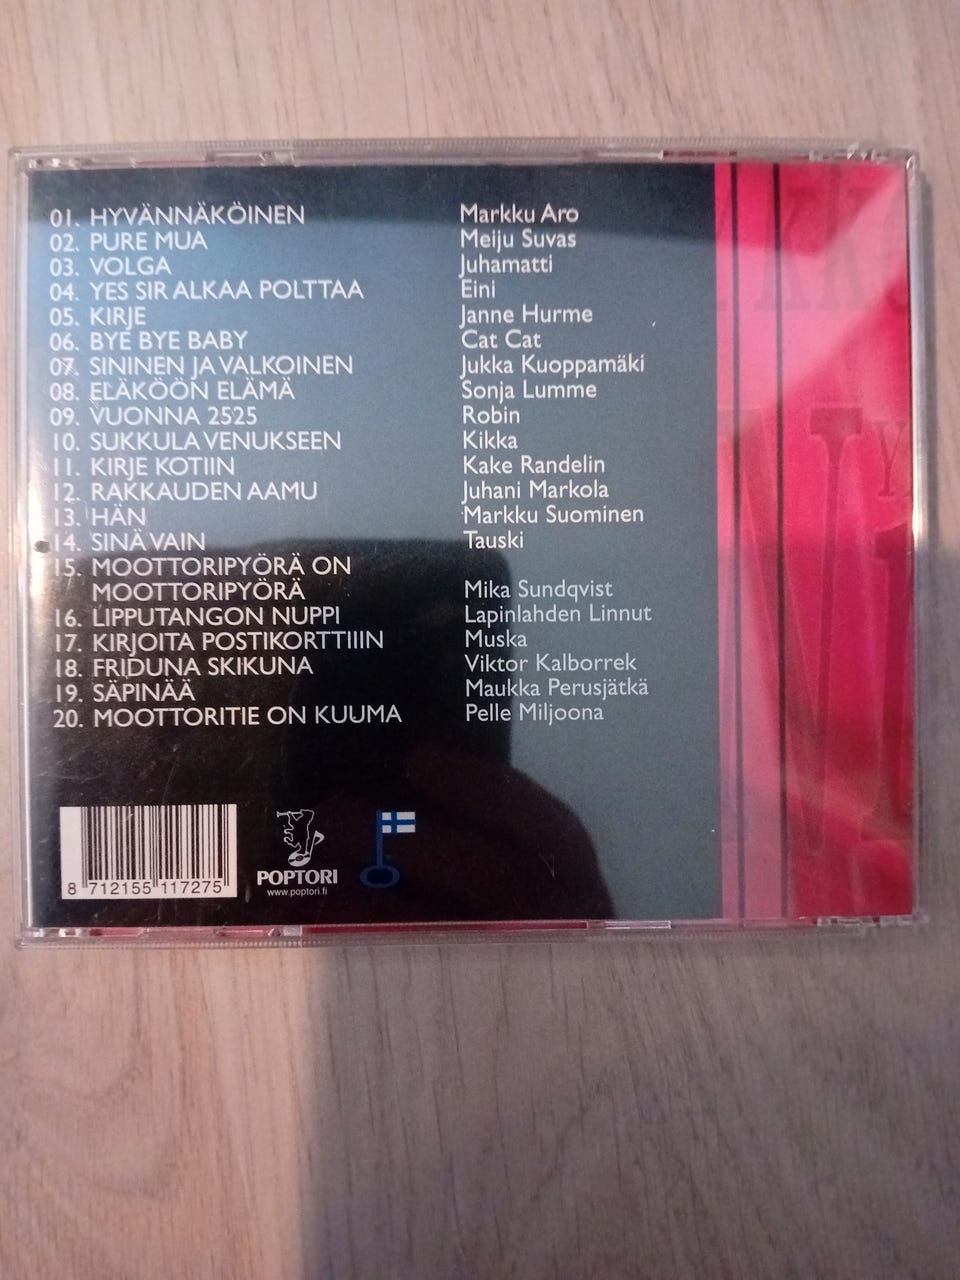 01. HYVÄNNÄKÖINEN Markku Aro
02. PURE MUA Meiju Suvas
03. VOLGA Juhamatti
04. YES SIR ALKAA POLTTAA Eini
05. KIRJE Janne Hurme
06. BYE BYE BABY Cat Cat
07. SININEN JA VALKOINEN Jukka Kuoppamäki
08. ELÄKÖÖN ELÄMÄ Sonja Lumme
09. VUONNA 2525 Robin
10. SUKKULA VENUKSEEN Kikka
11. KIRJE KOTIIN Kake Randelin
12. RAKKAUDEN AAMU Juhani Markola
13. HÄN Markku Suominen
14. SINÄ VAIN Tauski
15. MOOTTORIPYÖRÄ ON
MOOTTORIPYÖRÄ Mika Sundqvist
16. LIPPUTANGON NUPPI Lapinlahden Linnut
17. KIRJOITA POSTIKORTTIIIN Muska
18. FRIDUNA SKIKUNA Viktor Kalborrek
19. SÄPINÄÄ Maukka Perusjätkä
20. MOOTTORITIE ON KUUMA Pelle Miljoona
8 712155 117275
POPTORI
www.poptori.fi